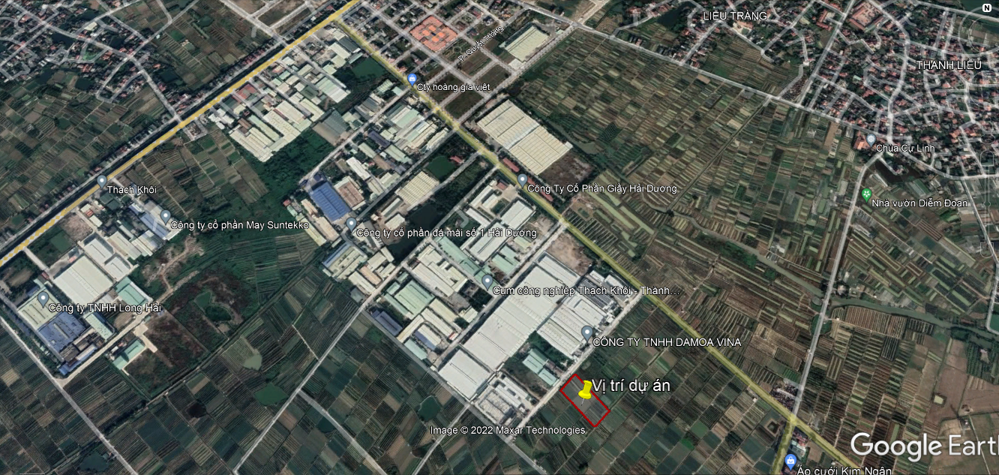 N
LIỄU TRÀNG
P. Quyết Thắng
THANH LIỄU
Cty hoàng gia việt
Chùa Cự Linh
Thạch Khôi
Công Ty Cổ Phần Giầy Hải Dương
Nhà vườn Diễm Đoan
Công ty cổ phần May Suntekko
Công ty cổ phần đá mài số 1 Hải Dương
Cụm công nghiệp Thạch Khôi - Thành...
Công ty TNHH Long Hải
CÔNG TY TNHH DAMOA VINA
Vị trí dự án
Image © 2022 Maxar Technologies
Google Earth
Áo cưới Kim Ngân